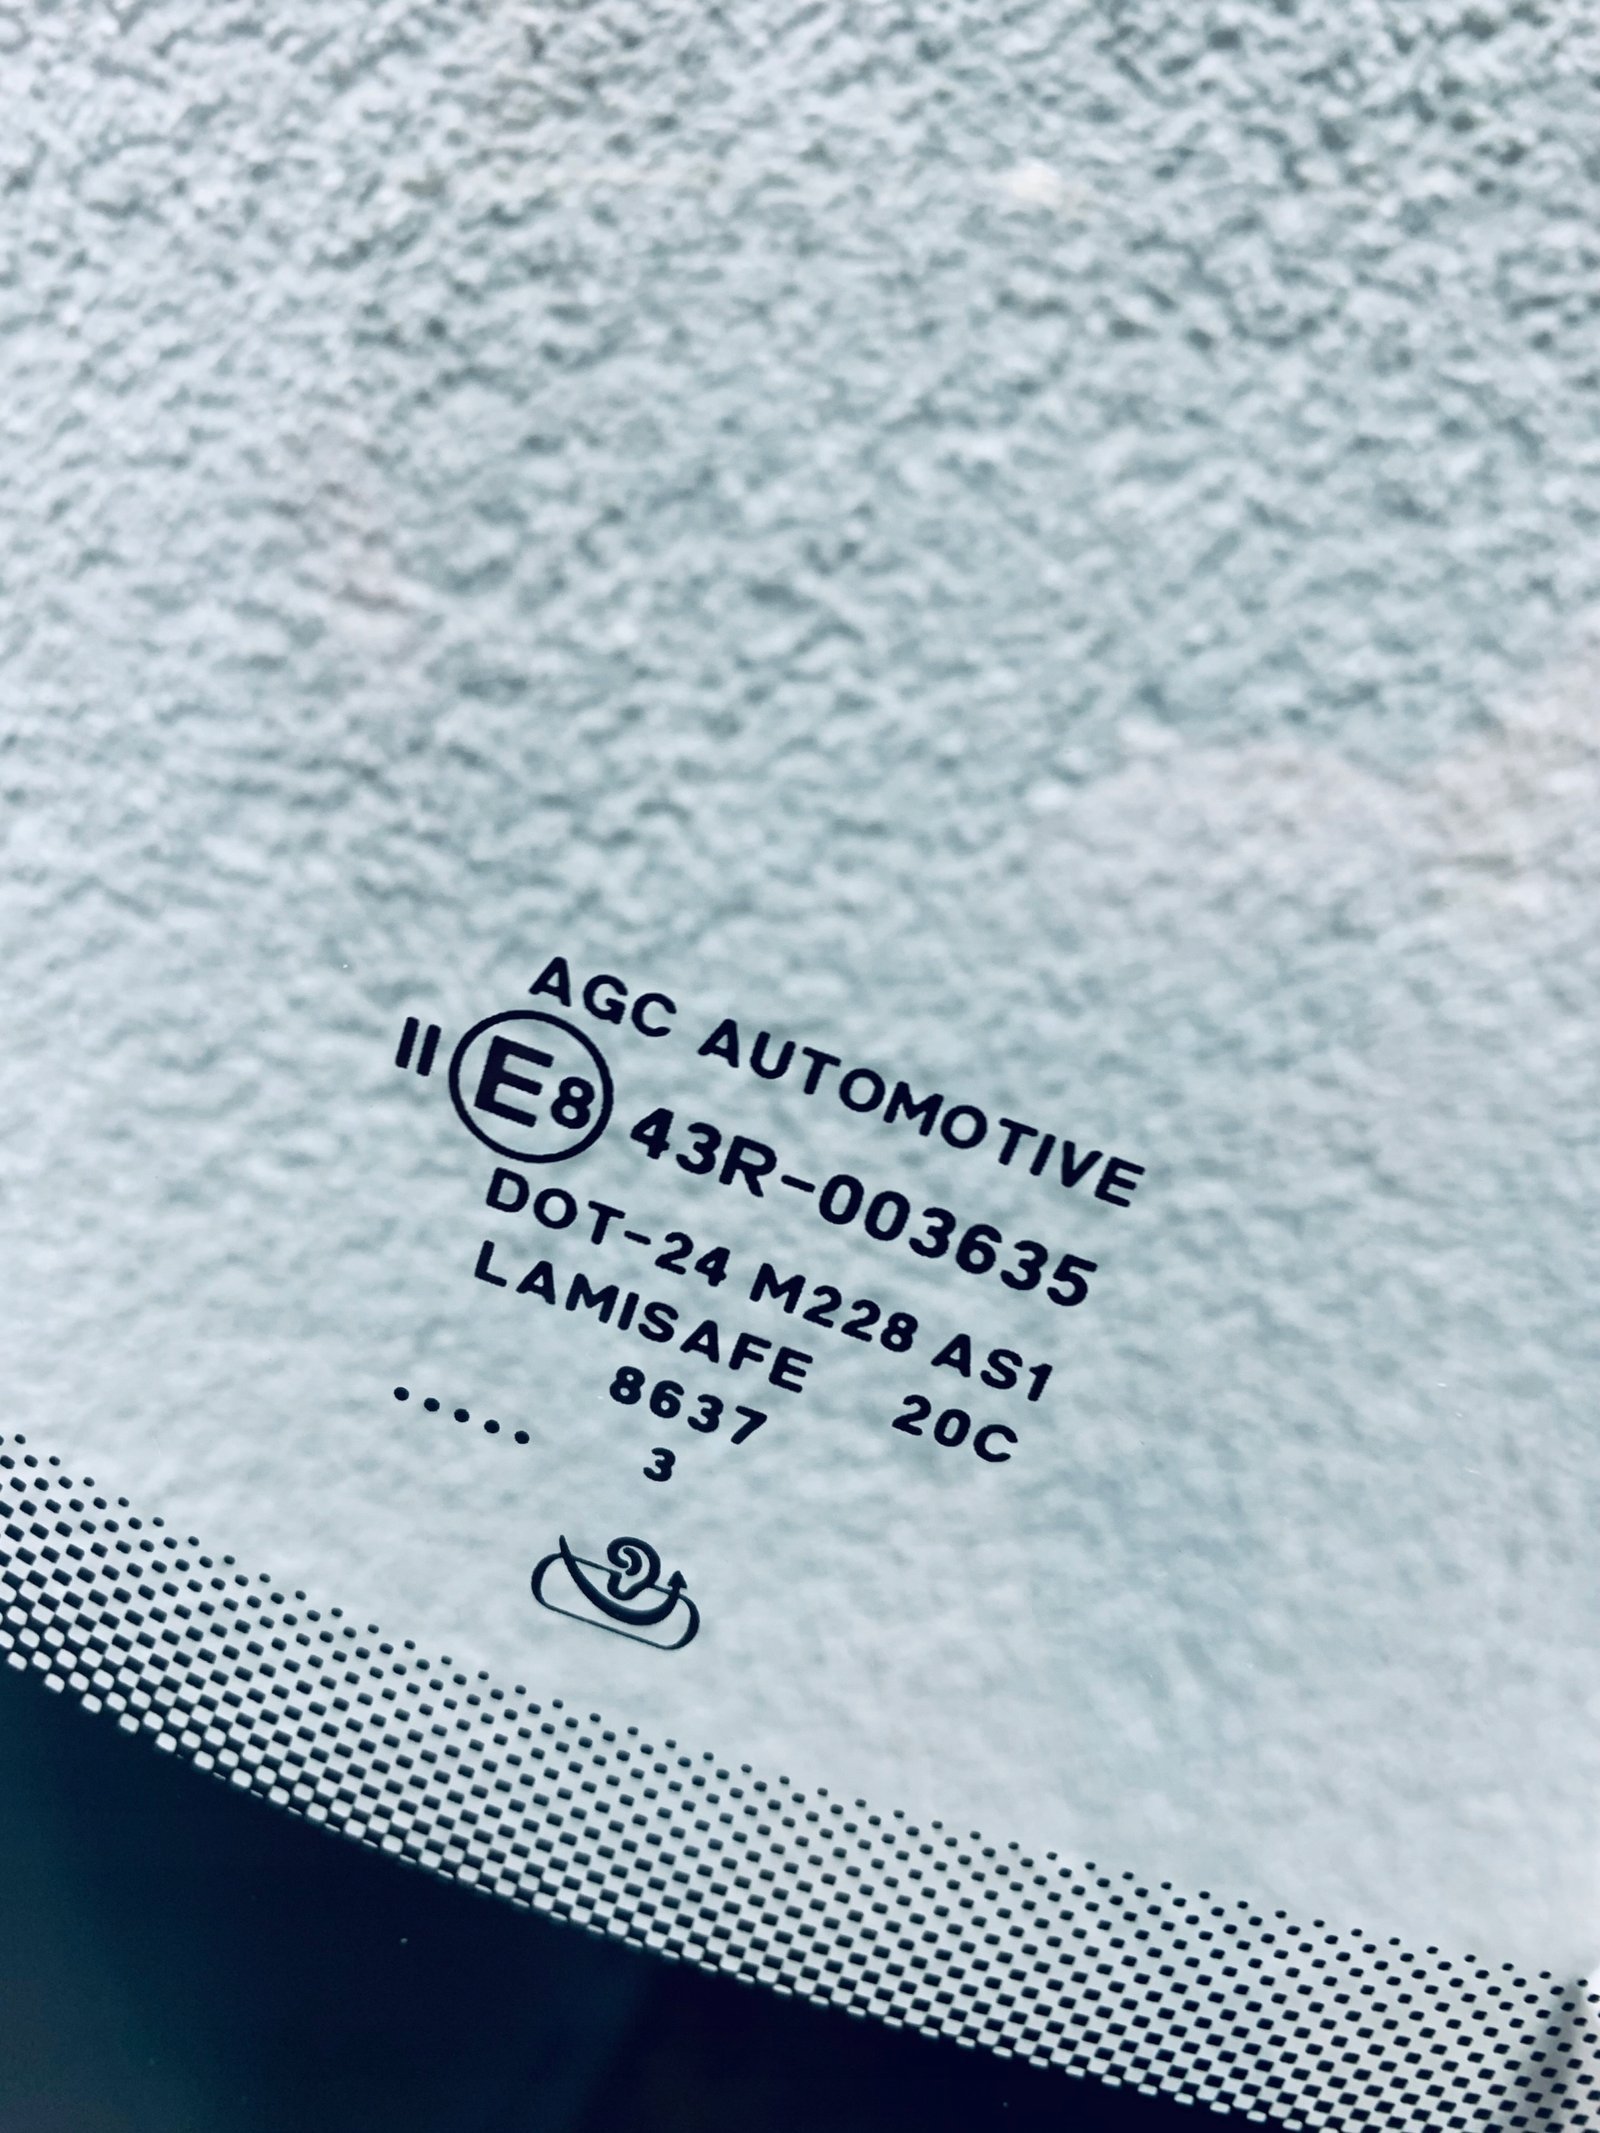 AGC AUTOMOTIVE
II E8 43R-003635
DOT-24 M228 AS1
LAMISAFE 20C
..... 8637
3